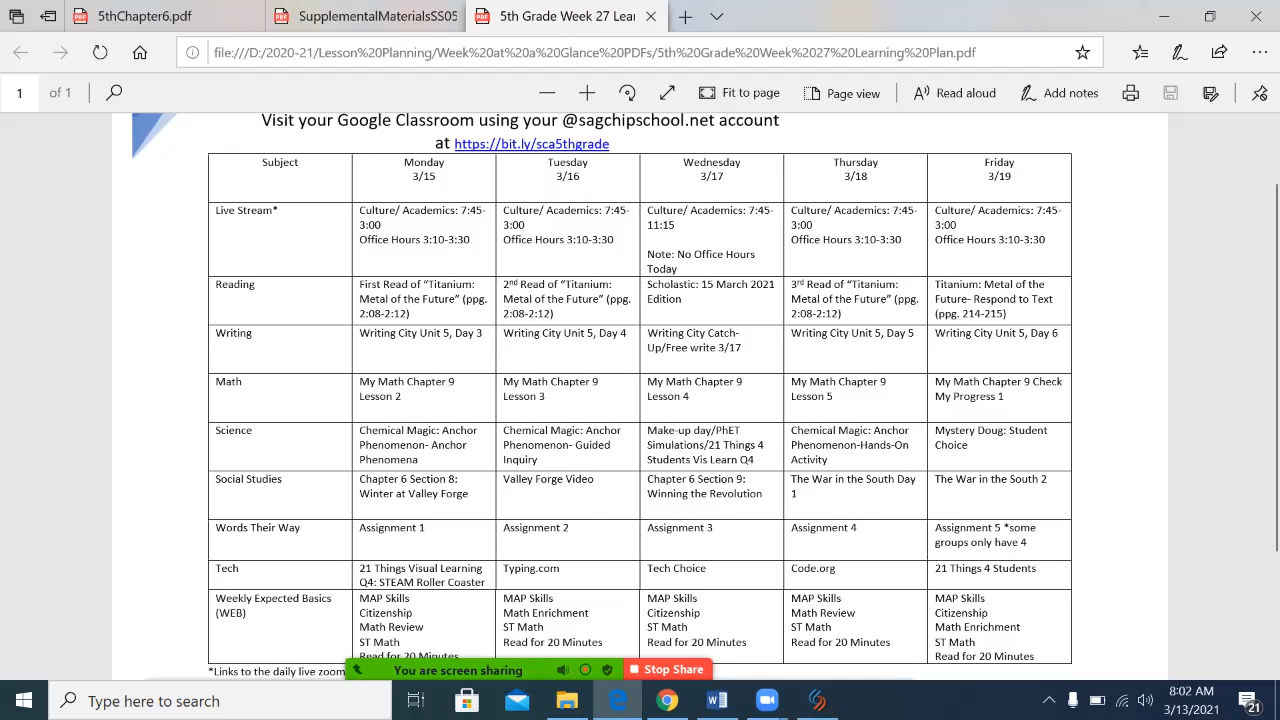 5thChapter6.pdf
SupplementalMaterialsSS05
5th Grade Week 27 Lear
file:///D:/2020-21/Lesson%20Planning/Week%20at%20a%20Glance%20PDFs/5th%20Grade%20Week%2027%20Learning%20Plan.pdf
1 of 1 Fit to page Page view Read aloud Add notes
Visit your Google Classroom using your @sagchipschool.net account
at https://bit.ly/sca5thgrade
Subject Monday Tuesday Wednesday Thursday Friday
3/15 3/16 3/17 3/18 3/19
Live Stream* Culture/ Academics: 7:45- Culture/ Academics: 7:45- Culture/ Academics: 7:45- Culture/ Academics: 7:45- Culture/ Academics: 7:45-
3:00 3:00 11:15 3:00 3:00
Office Hours 3:10-3:30 Office Hours 3:10-3:30 Office Hours 3:10-3:30 Office Hours 3:10-3:30
Note: No Office Hours
Today
Reading First Read of “Titanium: 2nd Read of “Titanium: Scholastic: 15 March 2021 3rd Read of “Titanium: Titanium: Metal of the
Metal of the Future” (ppg. Metal of the Future” (ppg. Edition Metal of the Future” (ppg. Future- Respond to Text
2:08-2:12) 2:08-2:12) 2:08-2:12) (ppg. 214-215)
Writing Writing City Unit 5, Day 3 Writing City Unit 5, Day 4 Writing City Catch- Writing City Unit 5, Day 5 Writing City Unit 5, Day 6
Up/Free write 3/17
Math My Math Chapter 9 My Math Chapter 9 My Math Chapter 9 My Math Chapter 9 My Math Chapter 9 Check
Lesson 2 Lesson 3 Lesson 4 Lesson 5 My Progress 1
Science Chemical Magic: Anchor Chemical Magic: Anchor Make-up day/PhET Chemical Magic: Anchor Mystery Doug: Student
Phenomenon- Anchor Phenomenon- Guided Simulations/21 Things 4 Phenomenon-Hands-On Choice
Phenomena Inquiry Students Vis Learn Q4 Activity
Social Studies Chapter 6 Section 8: Valley Forge Video Chapter 6 Section 9: The War in the South Day The War in the South 2
Winter at Valley Forge Winning the Revolution 1
Words Their Way Assignment 1 Assignment 2 Assignment 3 Assignment 4 Assignment 5 *some
groups only have 4
Tech 21 Things Visual Learning Typing.com Tech Choice Code.org 21 Things 4 Students
Q4: STEAM Roller Coaster
Weekly Expected Basics MAP Skills MAP Skills MAP Skills MAP Skills MAP Skills
(WEB) Citizenship Math Enrichment Citizenship Math Review Citizenship
Math Review ST Math ST Math ST Math Math Enrichment
ST Math Read for 20 Minutes Read for 20 Minutes Read for 20 Minutes ST Math
Read for 20 Minutes Read for 20 Minutes
*Links to the daily live zoom
You are screen sharing Stop Share
Type here to search
8:02 AM
3/13/2021
21